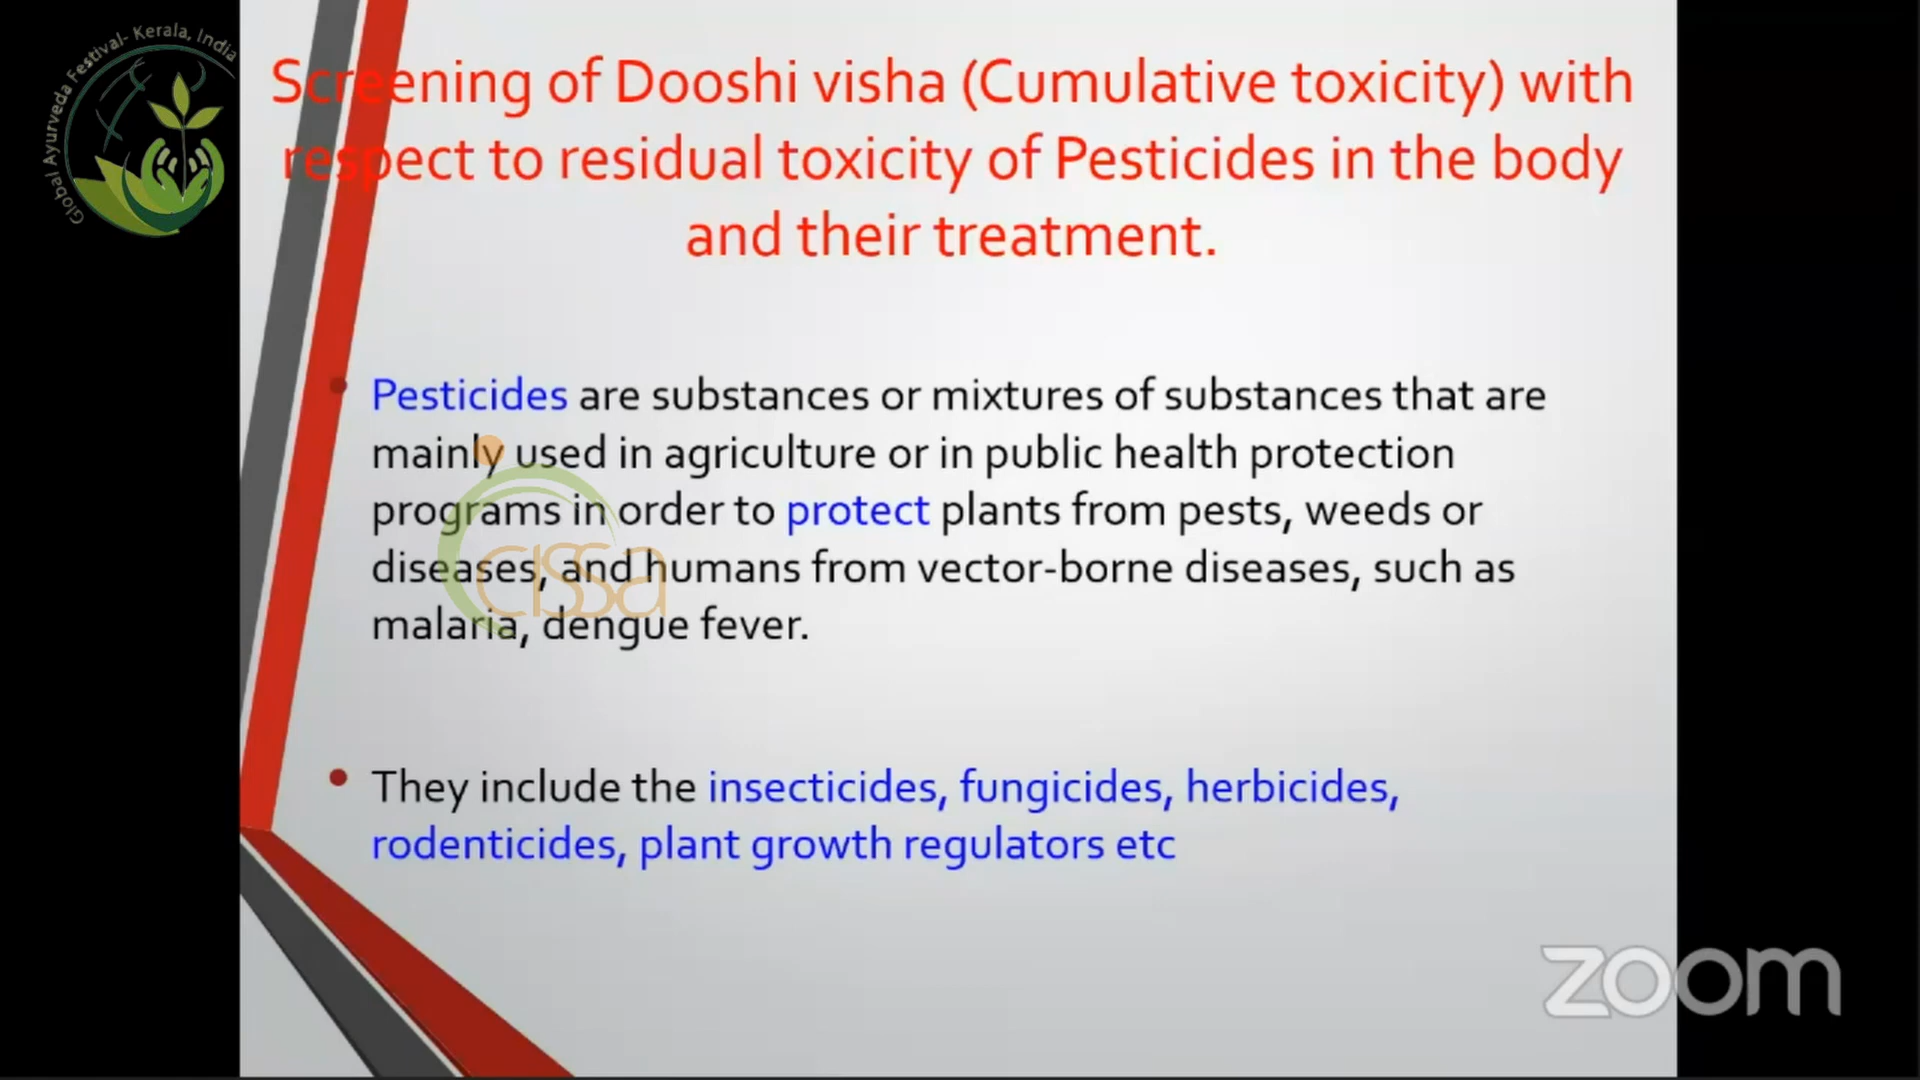 Global Ayurveda Festival- Kerala, India
Screening of Dooshi visha (Cumulative toxicity) with
respect to residual toxicity of Pesticides in the body
and their treatment.
• Pesticides are substances or mixtures of substances that are
mainly used in agriculture or in public health protection
programs in order to protect plants from pests, weeds or
diseases, and humans from vector-borne diseases, such as
malaria, dengue fever.
cissa
• They include the insecticides, fungicides, herbicides,
rodenticides, plant growth regulators etc
zoom